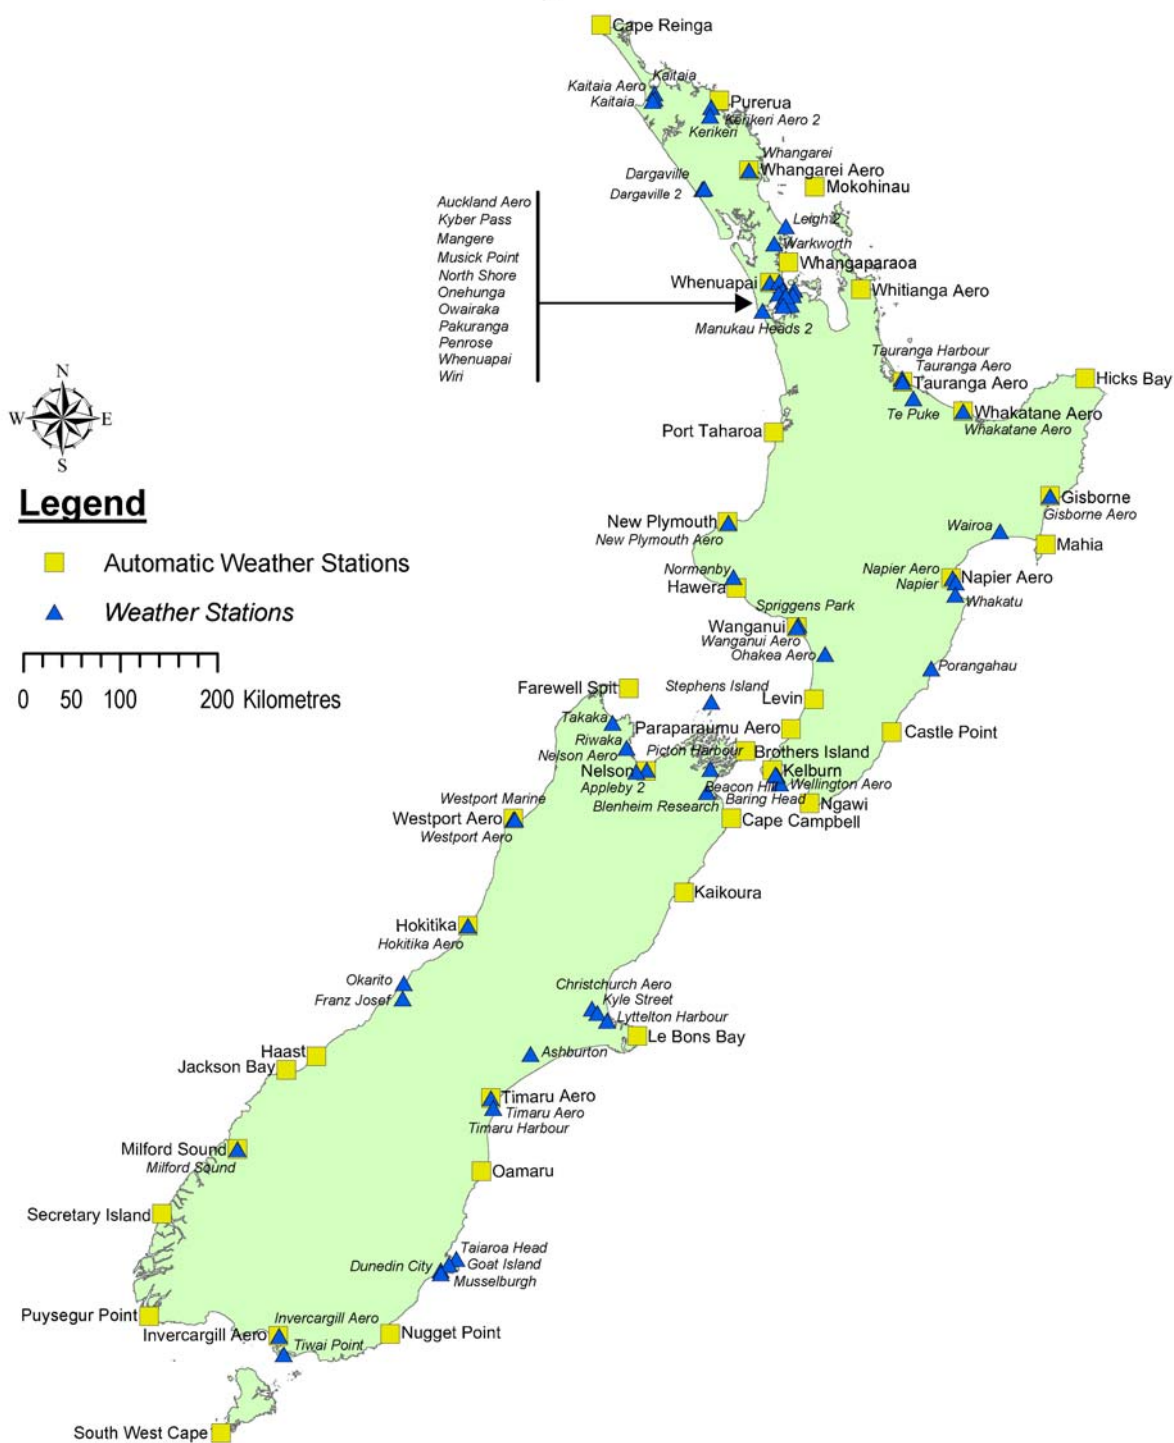 Cape Reinga
Kaitaia
Kaitaia Aero
Kaitaia
Purerua
Kerikeri Aero 2
Kerikeri
Whangarei
Whangarei Aero
Dargaville
Mokohinau
Dargaville 2
Auckland Aero
Kyber Pass
Mangere
Musick Point
North Shore
Onehunga
Owairaka
Pakuranga
Penrose
Whenuapai
Wiri
Leigh 2
Warkworth
Whangaparaoa
Whenuapai
Whitianga Aero
Manukau Heads 2
Tauranga Harbour
Tauranga Aero
Tauranga Aero
Hicks Bay
Te Puke
Whakatane Aero
Whakatane Aero
Port Taharoa
N
W
E
S
Legend
Automatic Weather Stations
Weather Stations
0 50 100 200 Kilometres
Gisborne
Gisborne Aero
New Plymouth
New Plymouth Aero
Wairoa
Mahia
Normanby
Hawera
Napier Aero
Napier Aero
Napier
Whakatu
Spriggens Park
Wanganui
Wanganui Aero
Ohakea Aero
Porangahau
Farewell Spit
Stephens Island
Levin
Takaka
Paraparaumu Aero
Castle Point
Riwaka
Nelson Aero
Picton Harbour
Brothers Island
Nelson
Kelburn
Appleby 2
Beacon Hill
Wellington Aero
Blenheim Research
Baring Head
Ngawi
Westport Marine
Westport Aero
Westport Aero
Cape Campbell
Kaikoura
Hokitika
Hokitika Aero
Okarito
Franz Josef
Christchurch Aero
Kyle Street
Lyttelton Harbour
Le Bons Bay
Haast
Jackson Bay
Ashburton
Timaru Aero
Timaru Aero
Timaru Harbour
Milford Sound
Milford Sound
Oamaru
Secretary Island
Taiaroa Head
Dunedin City
Goat Island
Musselburgh
Puysegur Point
Invercargill Aero
Invercargill Aero
Nugget Point
Tiwai Point
South West Cape